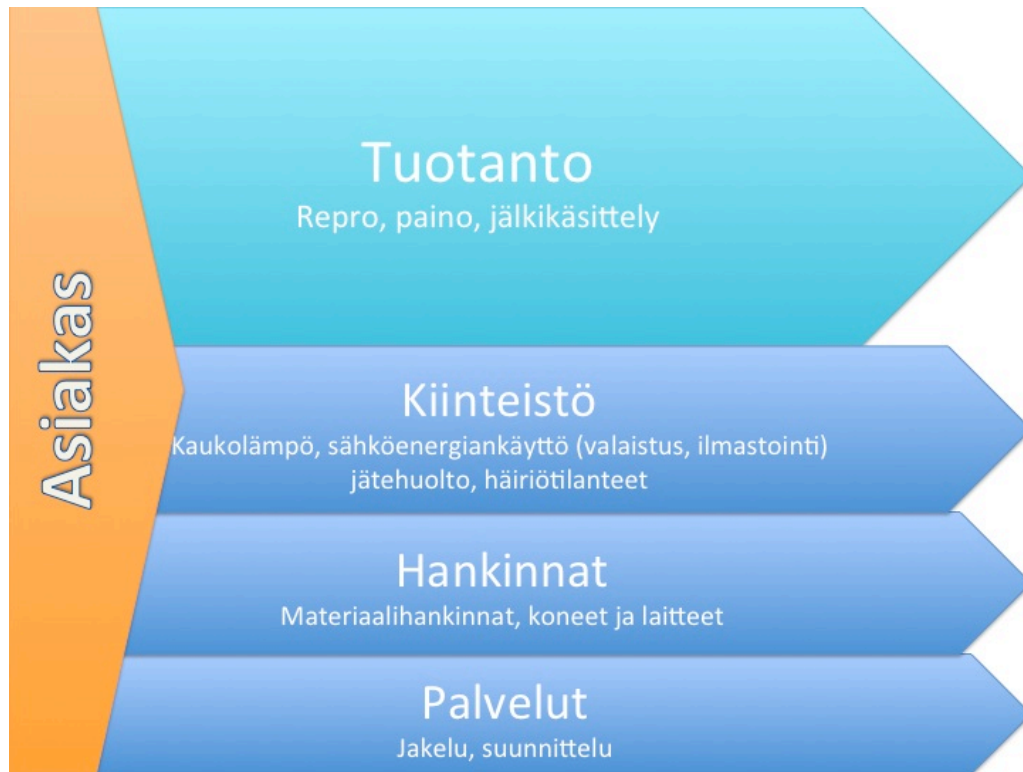 Asiakas
Tuotanto
Repro, paino, jälkikäsittely
Kiinteistö
Kaukolämpö, sähköenergiankäyttö (valaistus, ilmastointi)
jätehuolto, häiriötilanteet
Hankinnat
Materiaalihankinnat, koneet ja laitteet
Palvelut
Jakelu, suunnittelu